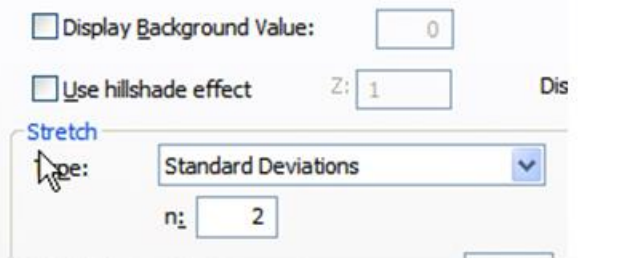 Display Background Value: 0
Use hillshade effect Z: 1 Dis
Stretch
Standard Deviations
n: 2